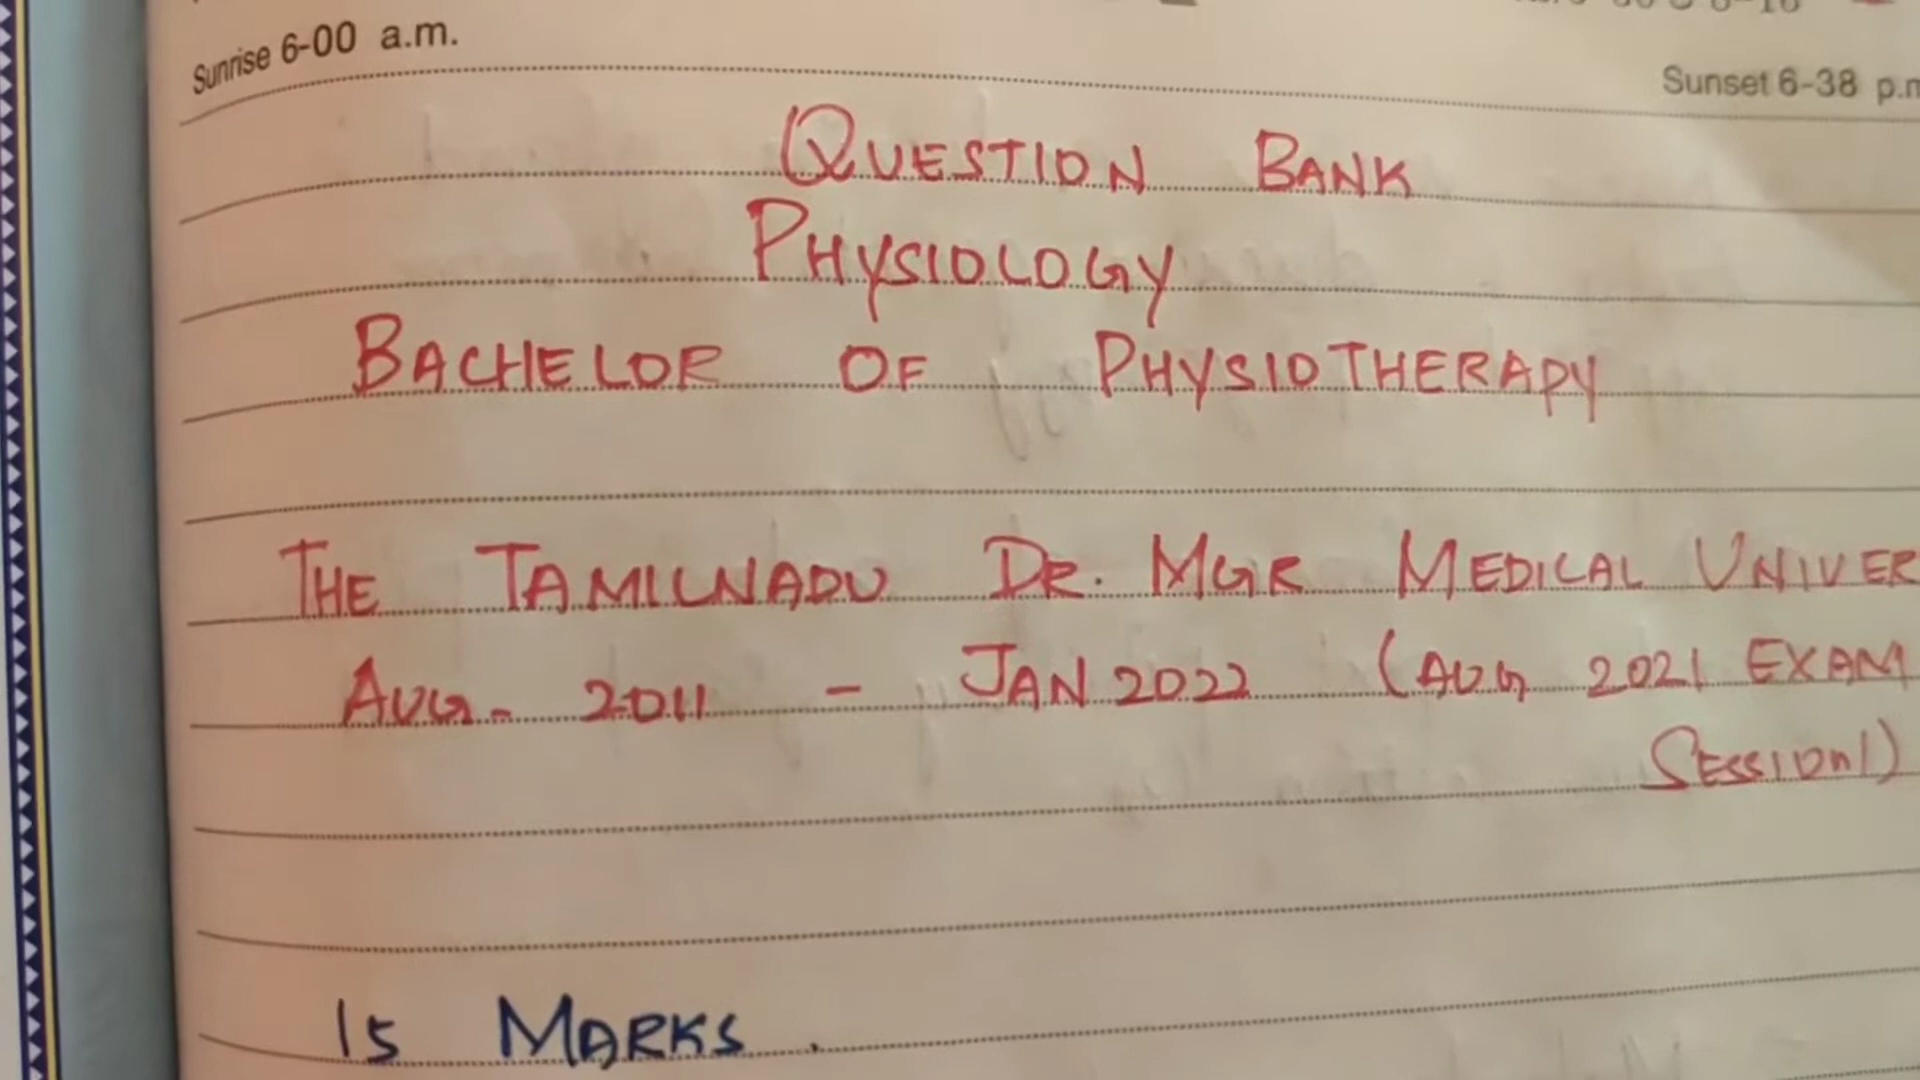 Sunrise 6-00 a.m.
Sunset 6-38 p.m
QUESTION BANK
PHYSIOLOGY
BACHELOR OF PHYSIOTHERAPY
THE TAMILNADU DR. MGR MEDICAL UNIVER
AUG- 2011 - JAN 2022 (AUG 2021 EXAM
SESSION)
15 MARKS.